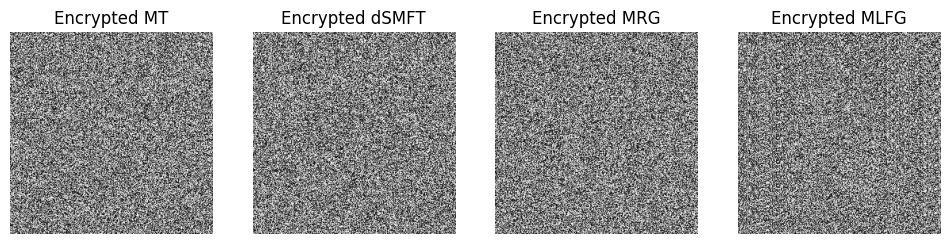 Encrypted MT
Encrypted dSMFT
Encrypted MRG
Encrypted MLFG